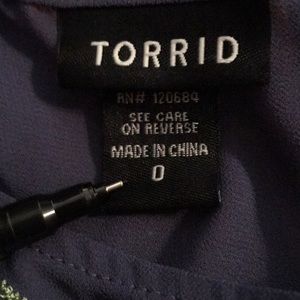 TORRID
RN# 120684
SEE CARE
ON REVERSE
MADE IN CHINA
0